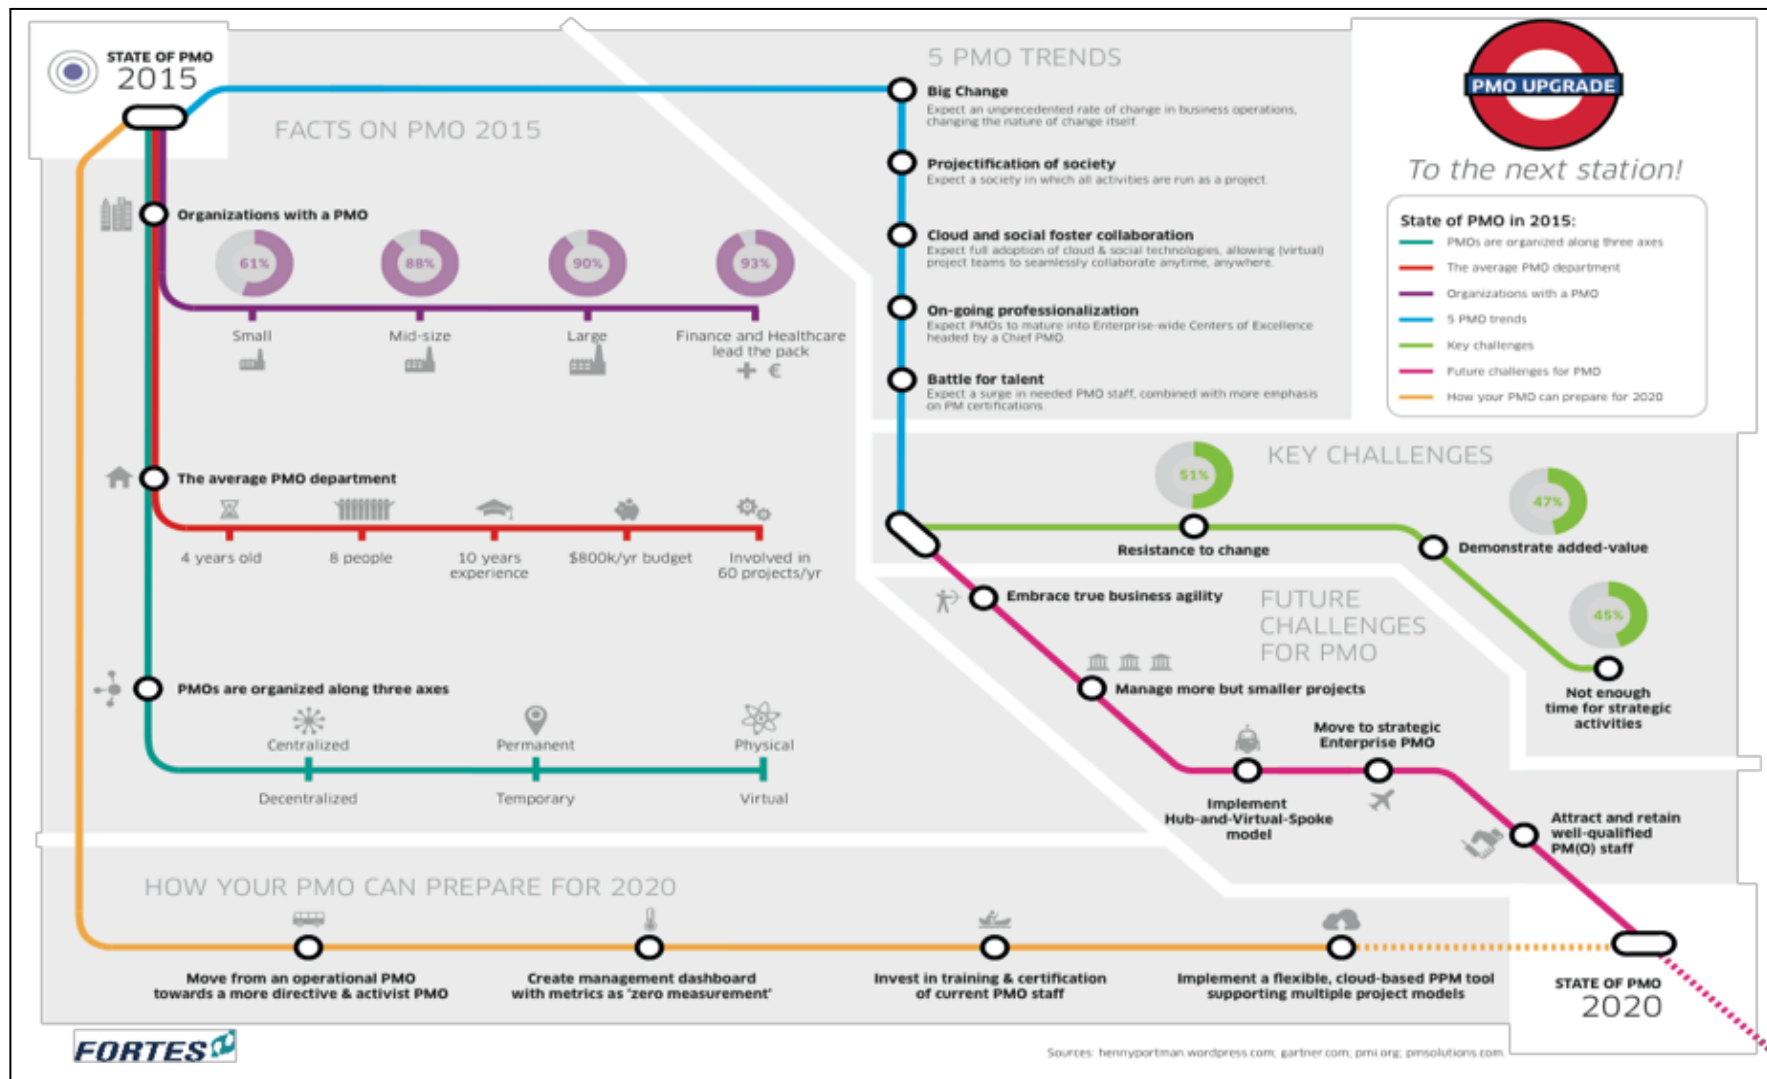 STATE OF PMO
2015
FACTS ON PMO 2015
Organizations with a PMO
61%
88%
90%
93%
Small
Mid-size
Large
Finance and Healthcare
lead the pack
The average PMO department
4 years old
8 people
10 years
experience
$800k/yr budget
Involved in
60 projects/yr
PMOs are organized along three axes
Centralized
Permanent
Physical
Decentralized
Temporary
Virtual
5 PMO TRENDS
Big Change
Expect an unprecedented rate of change in business operations,
changing the nature of change itself.
Projectification of society
Expect a society in which all activities are run as a project.
Cloud and social foster collaboration
Expect full adoption of cloud & social technologies, allowing (virtual)
project teams to seamlessly collaborate anytime, anywhere.
On-going professionalization
Expect PMOs to mature into Enterprise-wide Centers of Excellence
headed by a Chief PMO.
Battle for talent
Expect a surge in needed PMO staff, combined with more emphasis
on PM certifications.
PMO UPGRADE
To the next station!
State of PMO in 2015:
PMOs are organized along three axes
The average PMO department
Organizations with a PMO
5 PMO trends
Key challenges
Future challenges for PMO
How your PMO can prepare for 2020
KEY CHALLENGES
51%
Resistance to change
47%
Demonstrate added-value
45%
Not enough
time for strategic
activities
FUTURE
CHALLENGES
FOR PMO
Embrace true business agility
Manage more but smaller projects
Implement
Hub-and-Virtual-Spoke
model
Move to strategic
Enterprise PMO
Attract and retain
well-qualified
PM(O) staff
HOW YOUR PMO CAN PREPARE FOR 2020
Move from an operational PMO
towards a more directive & activist PMO
Create management dashboard
with metrics as 'zero measurement'
Invest in training & certification
of current PMO staff
Implement a flexible, cloud-based PPM tool
supporting multiple project models
STATE OF PMO
2020
FORTES
Sources: hennyportman.wordpress.com; gartner.com; pmi.org; pmsolutions.com